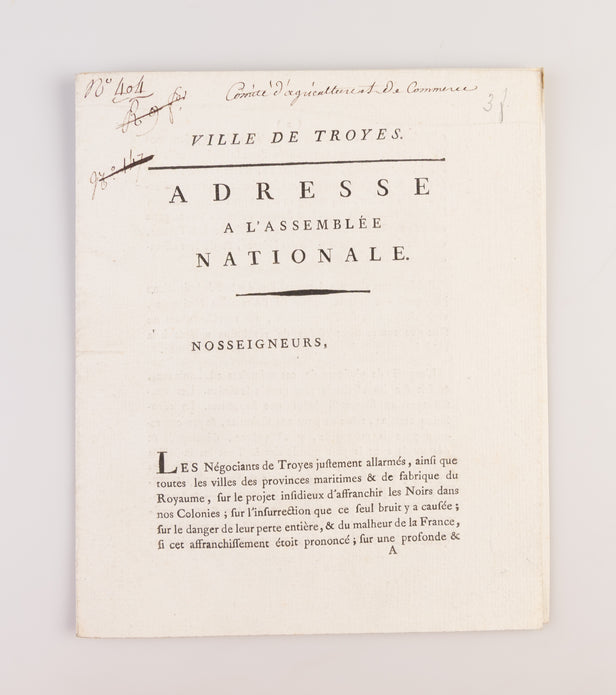 N° 404
Comité d'agriculture et de Commerce
3 f
VILLE DE TROYES.
ADRESSE
A L'ASSEMBLÉE
NATIONALE.
NOSSEIGNEURS,
LES Négociants de Troyes juſtement allarmés, ainſi que
toutes les villes des provinces maritimes & de fabrique du
Royaume, ſur le projet inſidieux d'affranchir les Noirs dans
nos Colonies ; ſur l'inſurrection que ce ſeul bruit y a cauſée ;
ſur le danger de leur perte entière, & du malheur de la France,
ſi cet affranchiſſement étoit prononcé ; ſur une profonde &
A